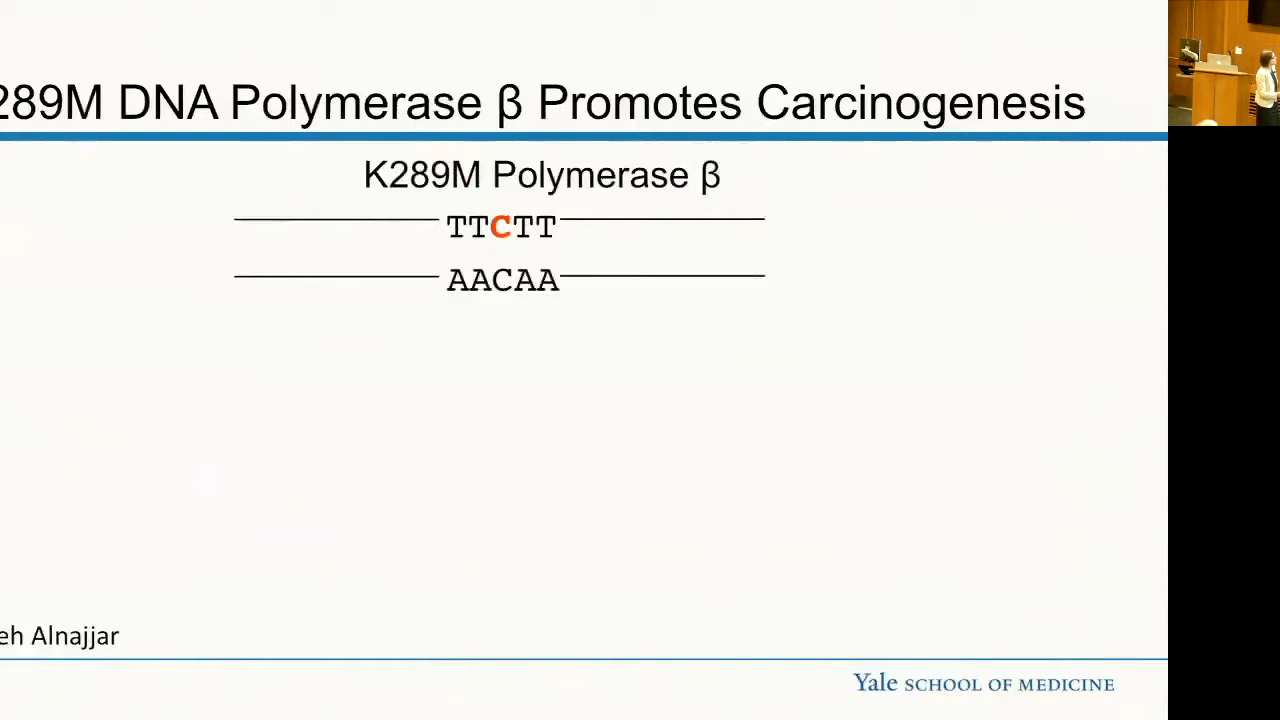 289M DNA Polymerase β Promotes Carcinogenesis
K289M Polymerase β
TTCTT
AACAA
eh Alnajjar
Yale SCHOOL OF MEDICINE